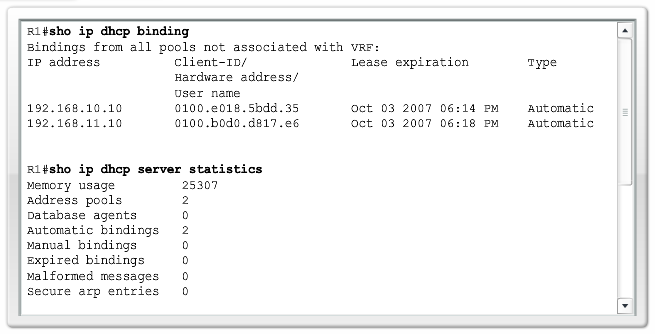 R1#sho ip dhcp binding
Bindings from all pools not associated with VRF:
IP address Client-ID/ Lease expiration Type
Hardware address/
User name
192.168.10.10 0100.e018.5bdd.35 Oct 03 2007 06:14 PM Automatic
192.168.11.10 0100.b0d0.d817.e6 Oct 03 2007 06:18 PM Automatic
R1#sho ip dhcp server statistics
Memory usage 25307
Address pools 2
Database agents 0
Automatic bindings 2
Manual bindings 0
Expired bindings 0
Malformed messages 0
Secure arp entries 0